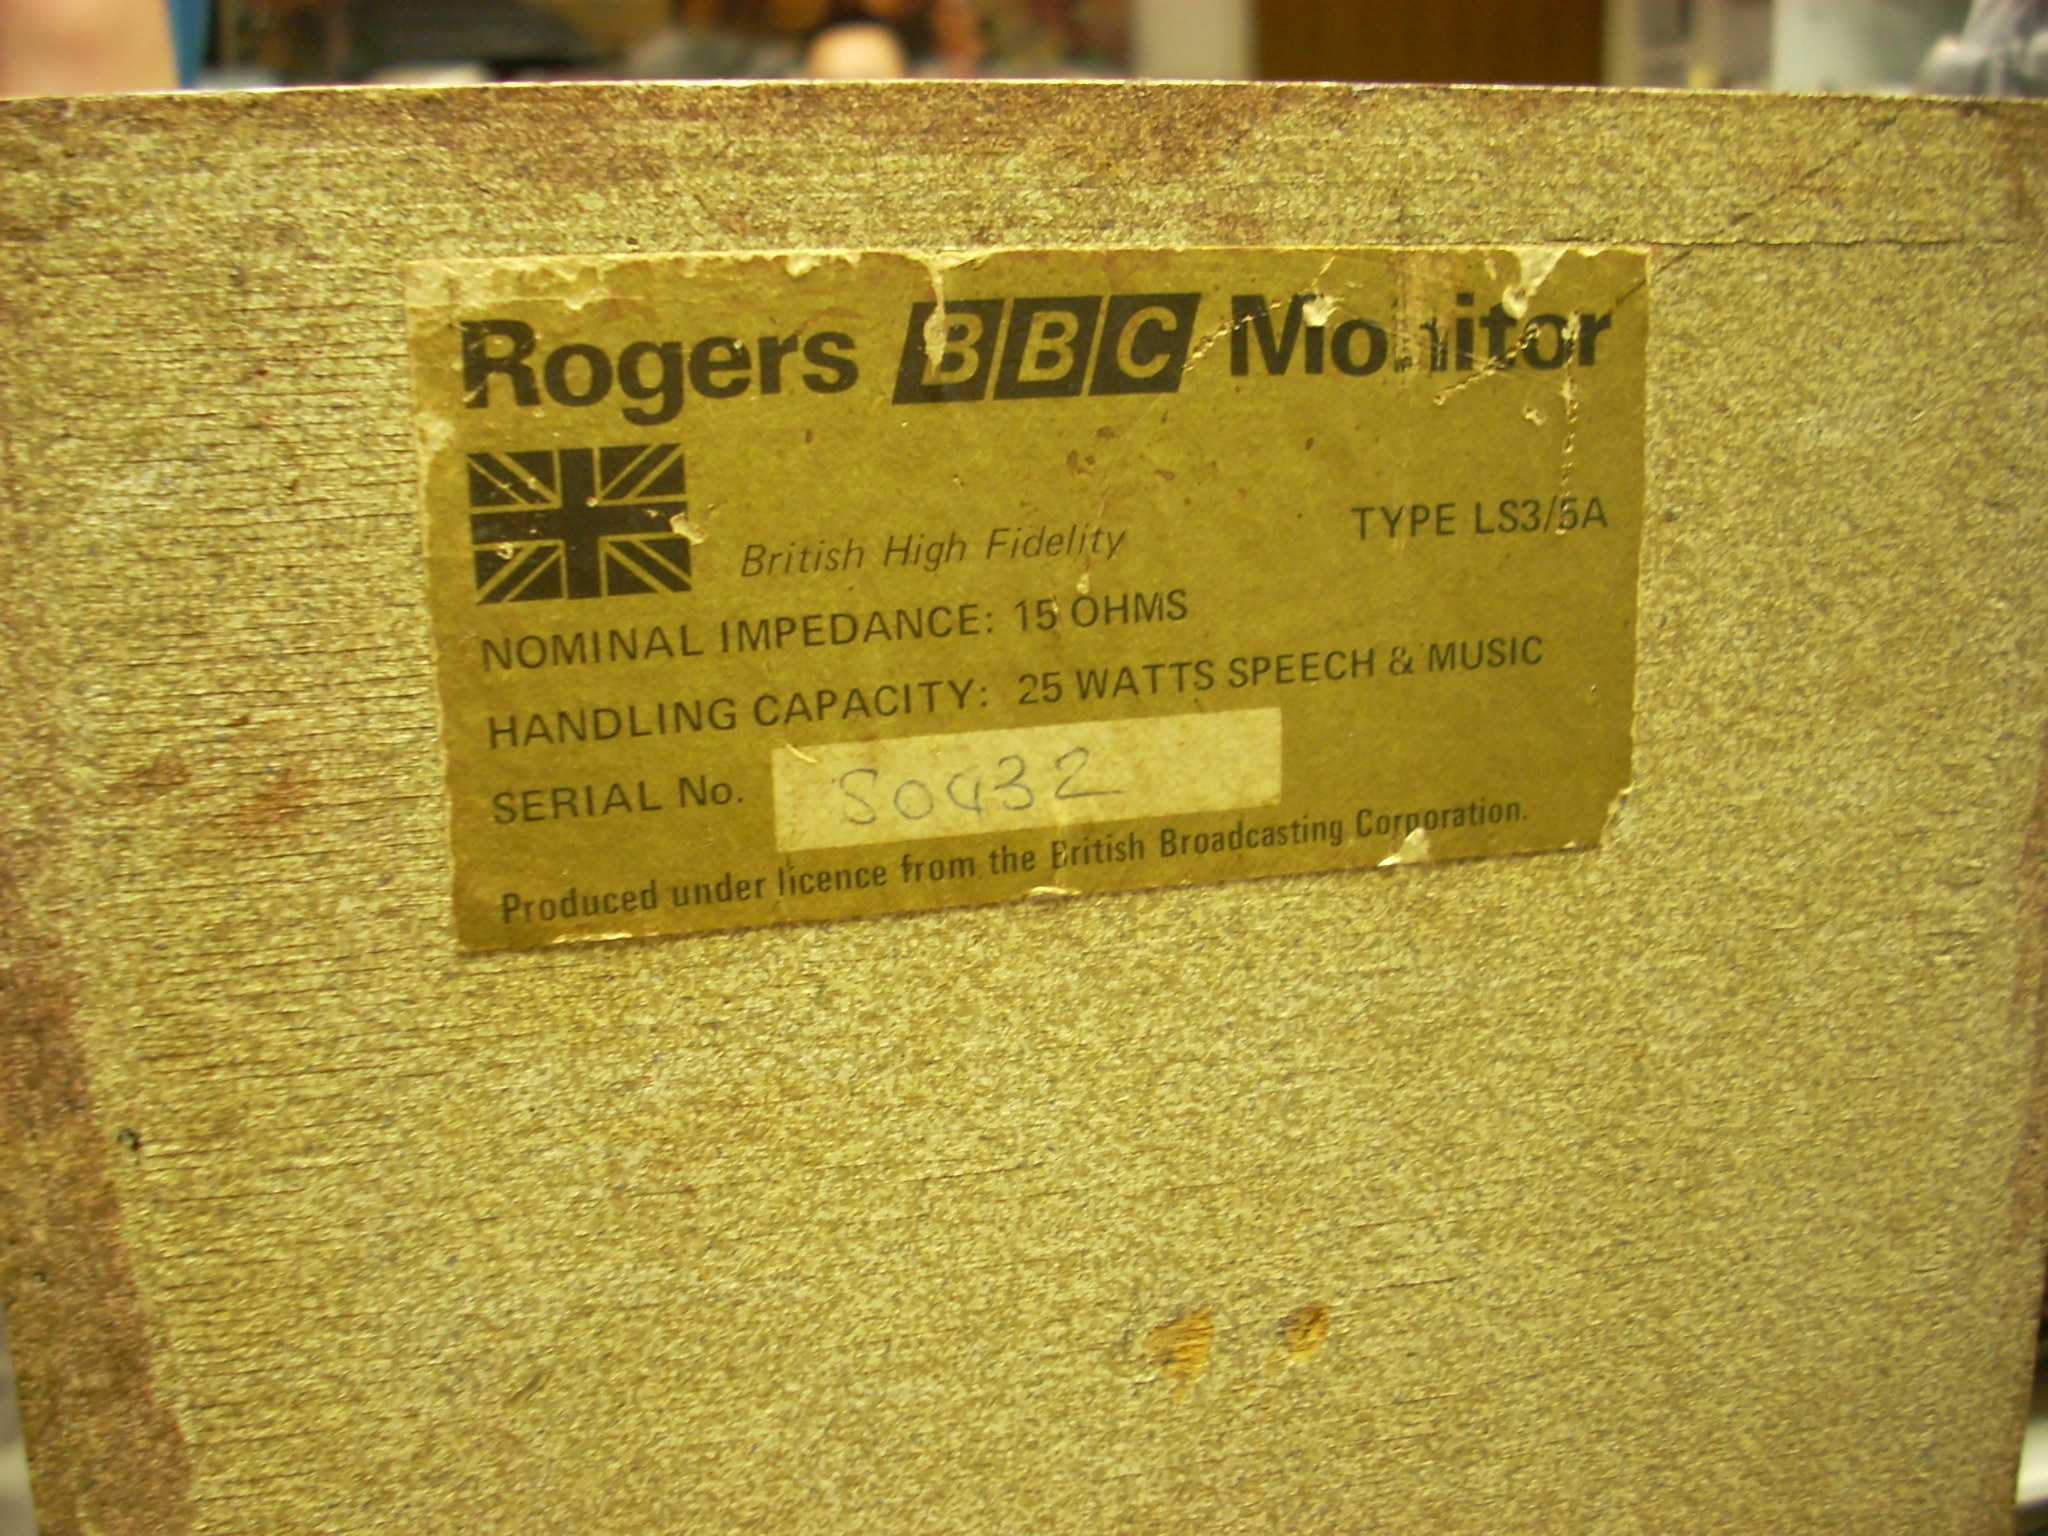 Rogers BBC Monitor
British High Fidelity
TYPE LS3/5A
NOMINAL IMPEDANCE: 15 OHMS
HANDLING CAPACITY: 25 WATTS SPEECH & MUSIC
SERIAL No. S0432
Produced under licence from the British Broadcasting Corporation.